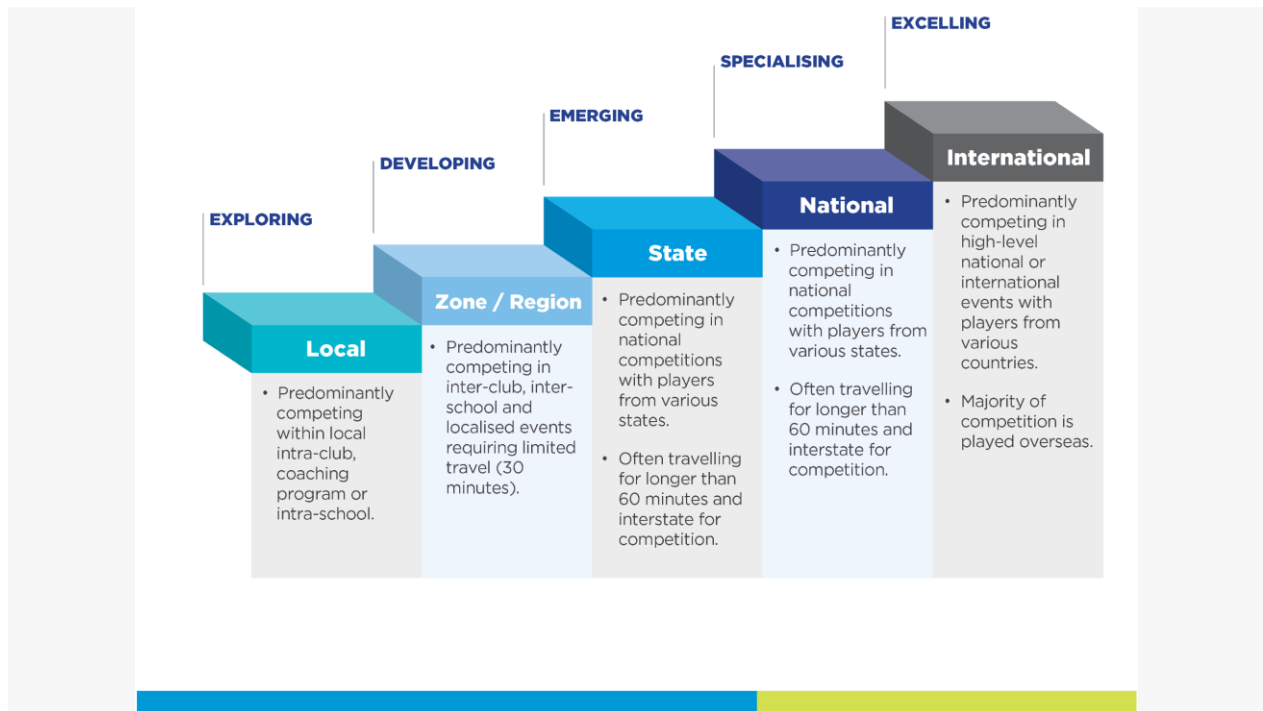 EXPLORING
DEVELOPING
EMERGING
SPECIALISING
EXCELLING
Local
• Predominantly
competing
within local
intra-club,
coaching
program or
intra-school.
Zone / Region
• Predominantly
competing in
inter-club, inter-
school and
localised events
requiring limited
travel (30
minutes).
State
• Predominantly
competing in
national
competitions
with players
from various
states.
• Often travelling
for longer than
60 minutes and
interstate for
competition.
National
• Predominantly
competing in
national
competitions
with players from
various states.
• Often travelling
for longer than
60 minutes and
interstate for
competition.
International
• Predominantly
competing in
high-level
national or
international
events with
players from
various
countries.
• Majority of
competition is
played overseas.